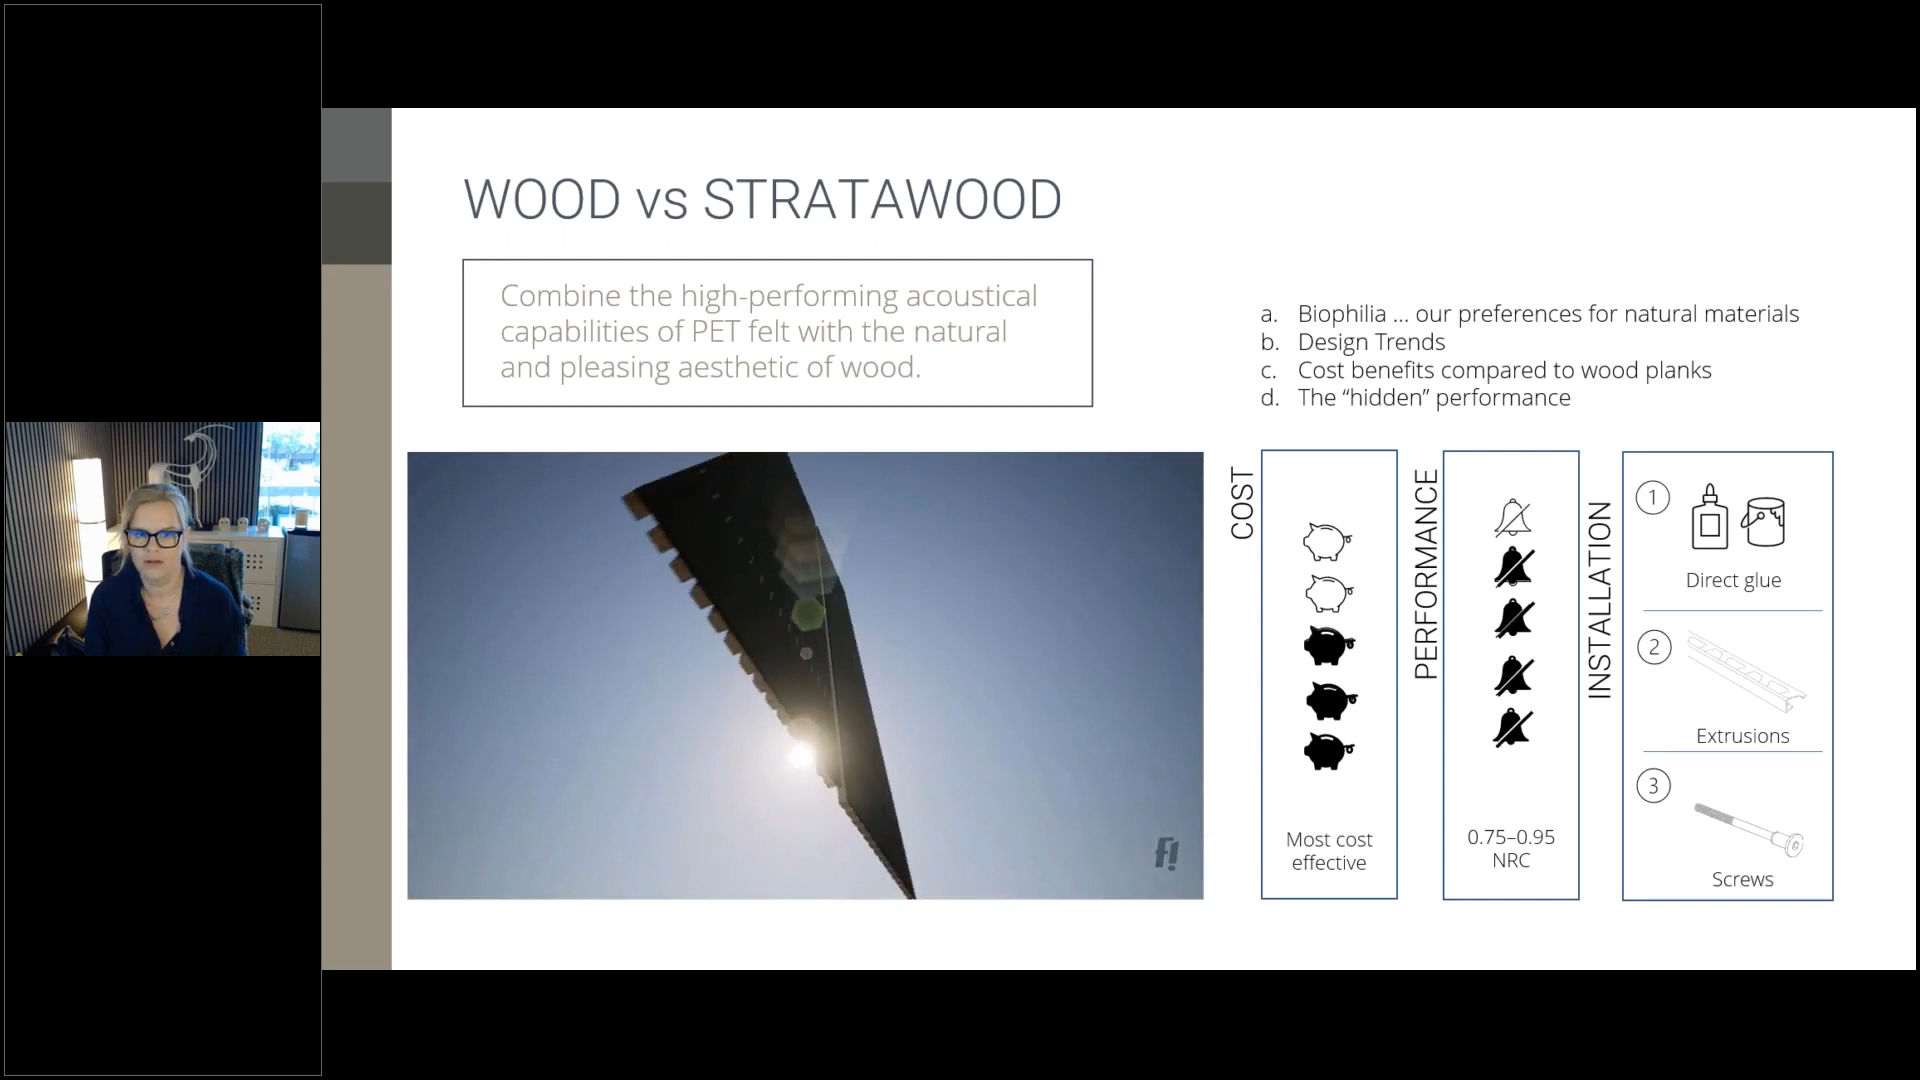 WOOD vs STRATAWOOD
Combine the high-performing acoustical
capabilities of PET felt with the natural
and pleasing aesthetic of wood.
a. Biophilia ... our preferences for natural materials
b. Design Trends
c. Cost benefits compared to wood planks
d. The “hidden” performance
COST
Most cost
effective
PERFORMANCE
0.75–0.95
NRC
INSTALLATION
1
Direct glue
2
Extrusions
3
Screws
f!